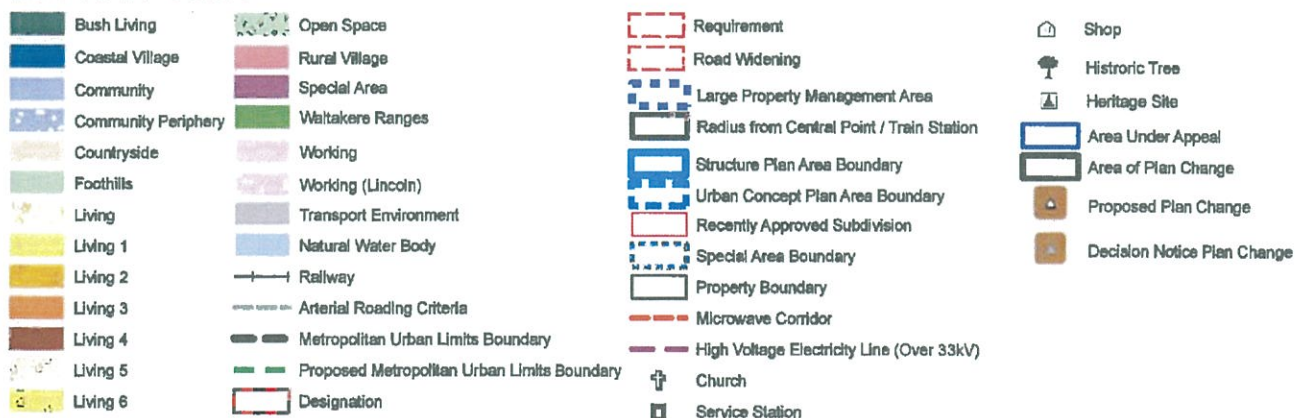 Bush Living
Coastal Village
Community
Community Periphery
Countryside
Foothills
Living
Living 1
Living 2
Living 3
Living 4
Living 5
Living 6
Open Space
Rural Village
Special Area
Waitakere Ranges
Working
Working (Lincoln)
Transport Environment
Natural Water Body
Railway
Arterial Roading Criteria
Metropolitan Urban Limits Boundary
Proposed Metropolitan Urban Limits Boundary
Designation
Requirement
Road Widening
Large Property Management Area
Radius from Central Point / Train Station
Structure Plan Area Boundary
Urban Concept Plan Area Boundary
Recently Approved Subdivision
Special Area Boundary
Property Boundary
Microwave Corridor
High Voltage Electricity Line (Over 33kV)
Church
Service Station
Shop
Histroric Tree
Heritage Site
Area Under Appeal
Area of Plan Change
Proposed Plan Change
Decision Notice Plan Change